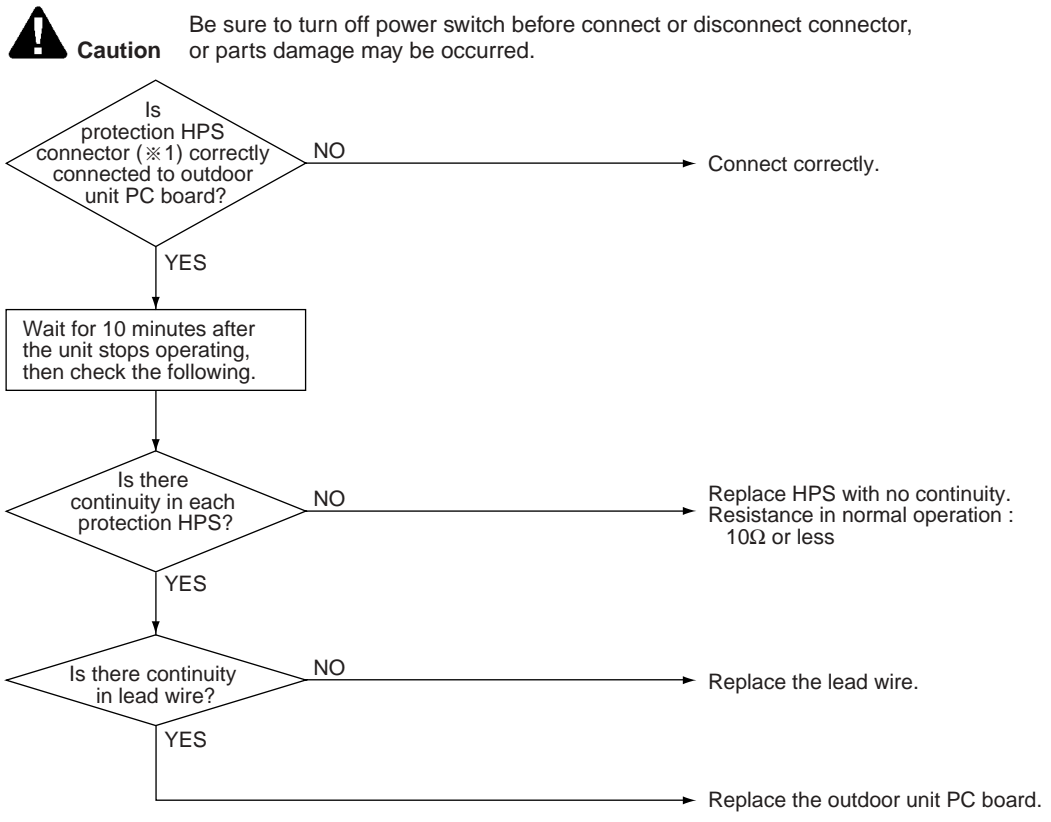 Be sure to turn off power switch before connect or disconnect connector,
Caution or parts damage may be occurred.
Is
protection HPS
connector (※1) correctly
connected to outdoor
unit PC board?
NO
Connect correctly.
YES
Wait for 10 minutes after
the unit stops operating,
then check the following.
Is there
continuity in each
protection HPS?
NO
Replace HPS with no continuity.
Resistance in normal operation :
10Ω or less
YES
Is there continuity
in lead wire?
NO
Replace the lead wire.
YES
Replace the outdoor unit PC board.